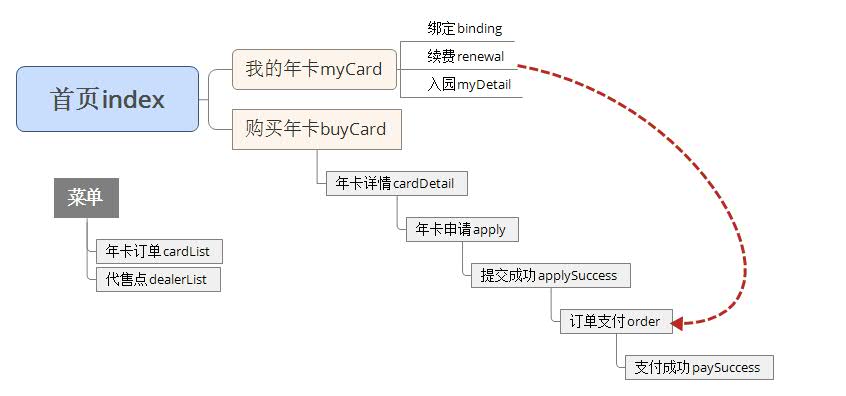 首页index
我的年卡myCard
绑定binding
续费renewal
入园myDetail
购买年卡buyCard
年卡详情cardDetail
年卡申请apply
提交成功applySuccess
订单支付order
支付成功paySuccess
菜单
年卡订单cardList
代售点dealerList